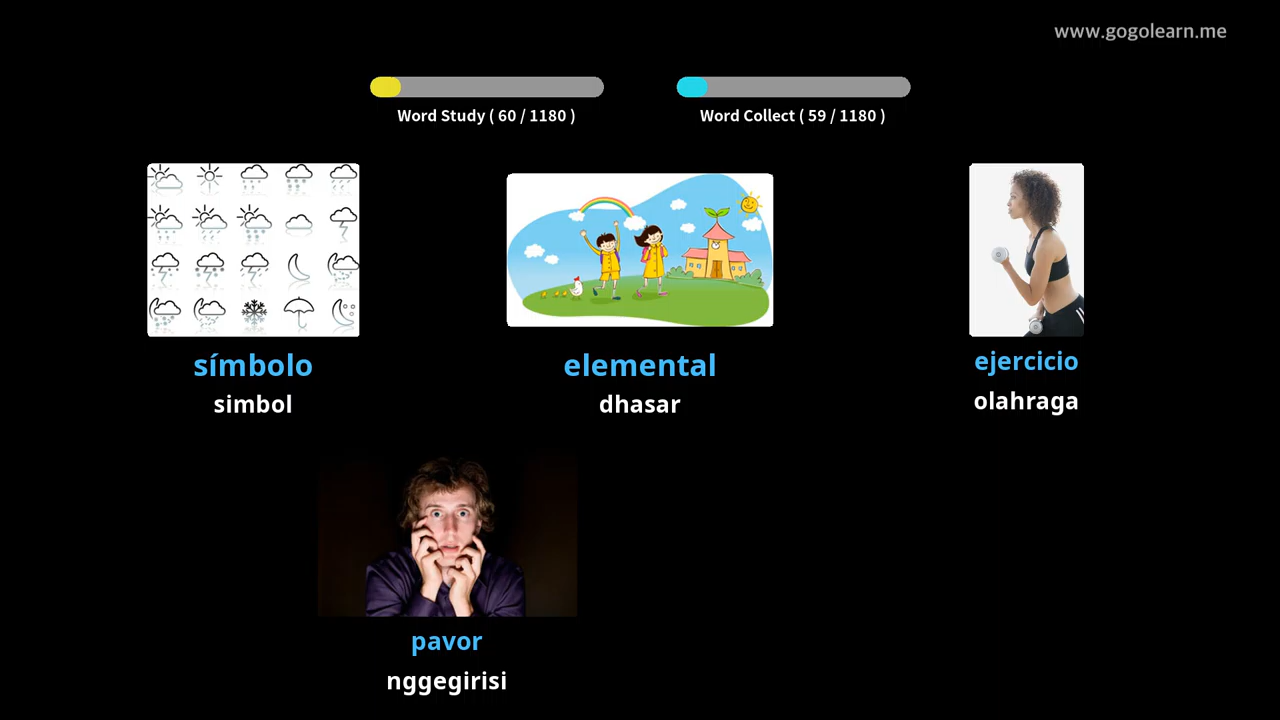 www.gogolearn.me
Word Study ( 60 / 1180 )
Word Collect ( 59 / 1180 )
símbolo
simbol
elemental
dhasar
ejercicio
olahraga
pavor
nggegirisi